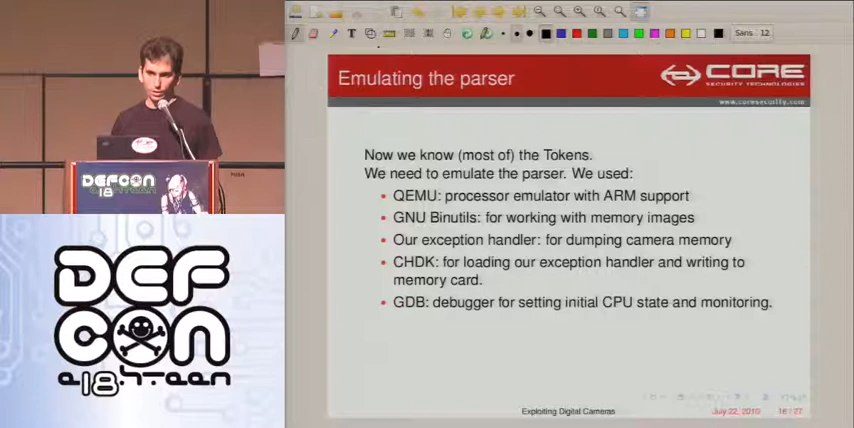 Sans 12
Emulating the parser
CORE
SECURITY TECHNOLOGIES
www.coresecurity.com
Now we know (most of) the Tokens.
We need to emulate the parser. We used:
• QEMU: processor emulator with ARM support
• GNU Binutils: for working with memory images
• Our exception handler: for dumping camera memory
• CHDK: for loading our exception handler and writing to
memory card.
• GDB: debugger for setting initial CPU state and monitoring.
Exploiting Digital Cameras
July 22, 2010
16 / 27
PUSH
DEFCON
18
DEF
CON
e18hteen